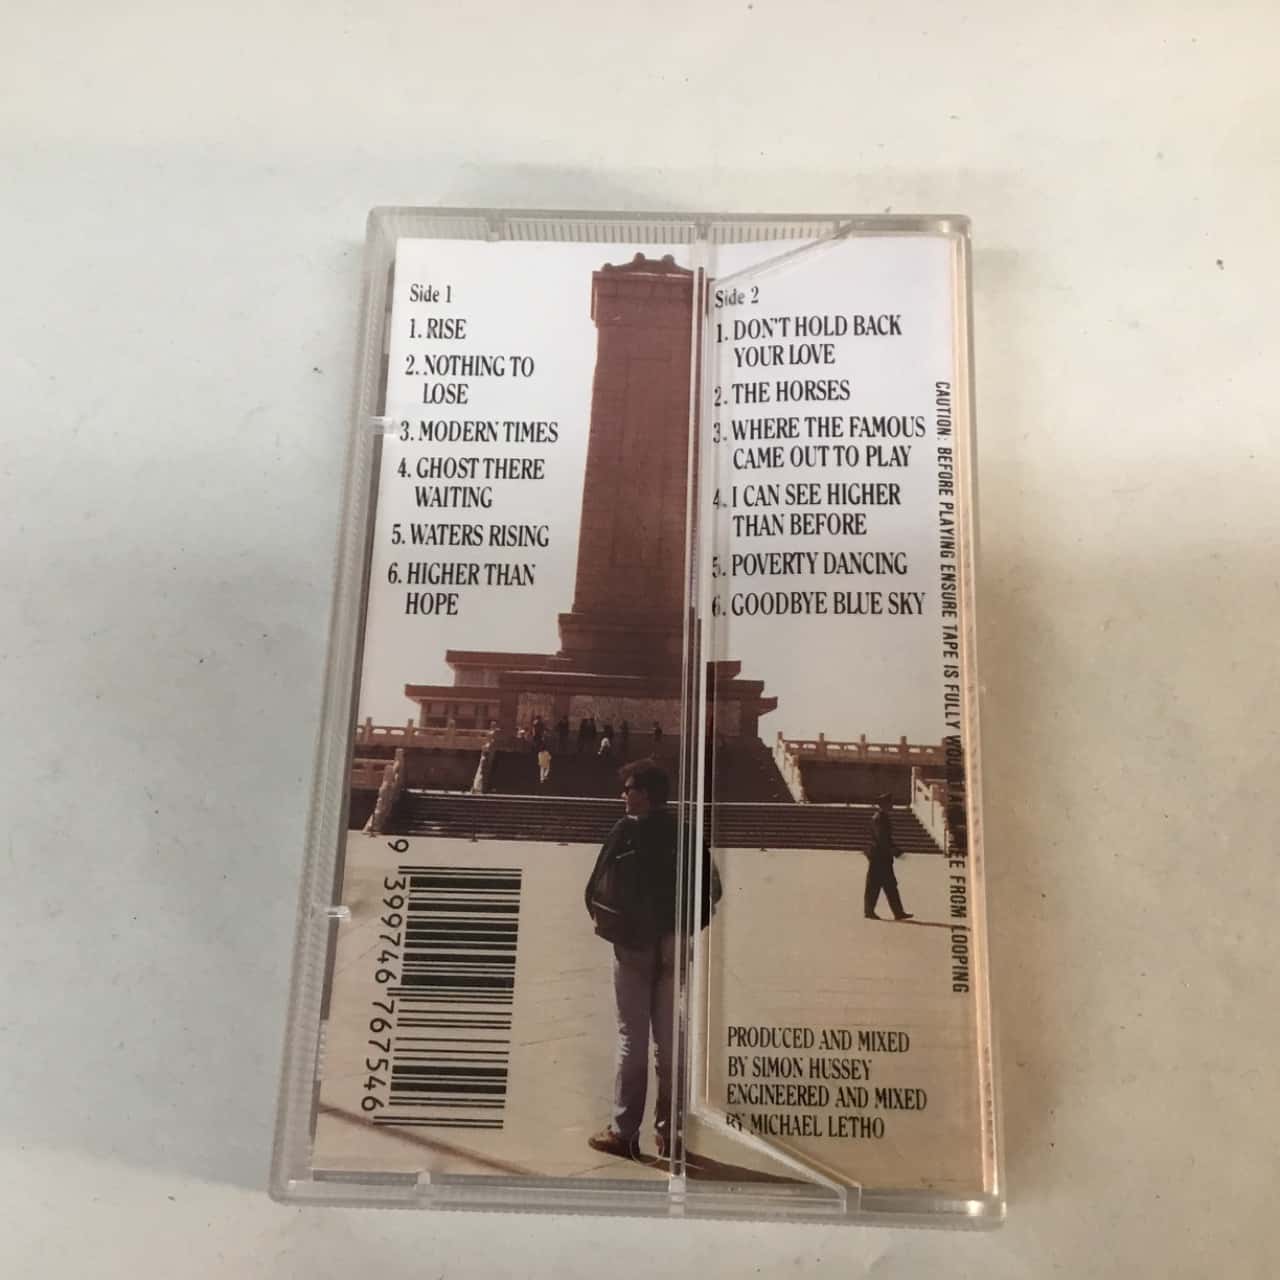 Side 1
1. RISE
2. NOTHING TO
LOSE
3. MODERN TIMES
4. GHOST THERE
WAITING
5. WATERS RISING
6. HIGHER THAN
HOPE
Side 2
1. DON'T HOLD BACK
YOUR LOVE
2. THE HORSES
3. WHERE THE FAMOUS
CAME OUT TO PLAY
4. I CAN SEE HIGHER
THAN BEFORE
5. POVERTY DANCING
6. GOODBYE BLUE SKY
CAUTION: BEFORE PLAYING ENSURE TAPE IS FULLY FROM LOOPING
9 399746 767546
PRODUCED AND MIXED
BY SIMON HUSSEY
ENGINEERED AND MIXED
BY MICHAEL LETHO